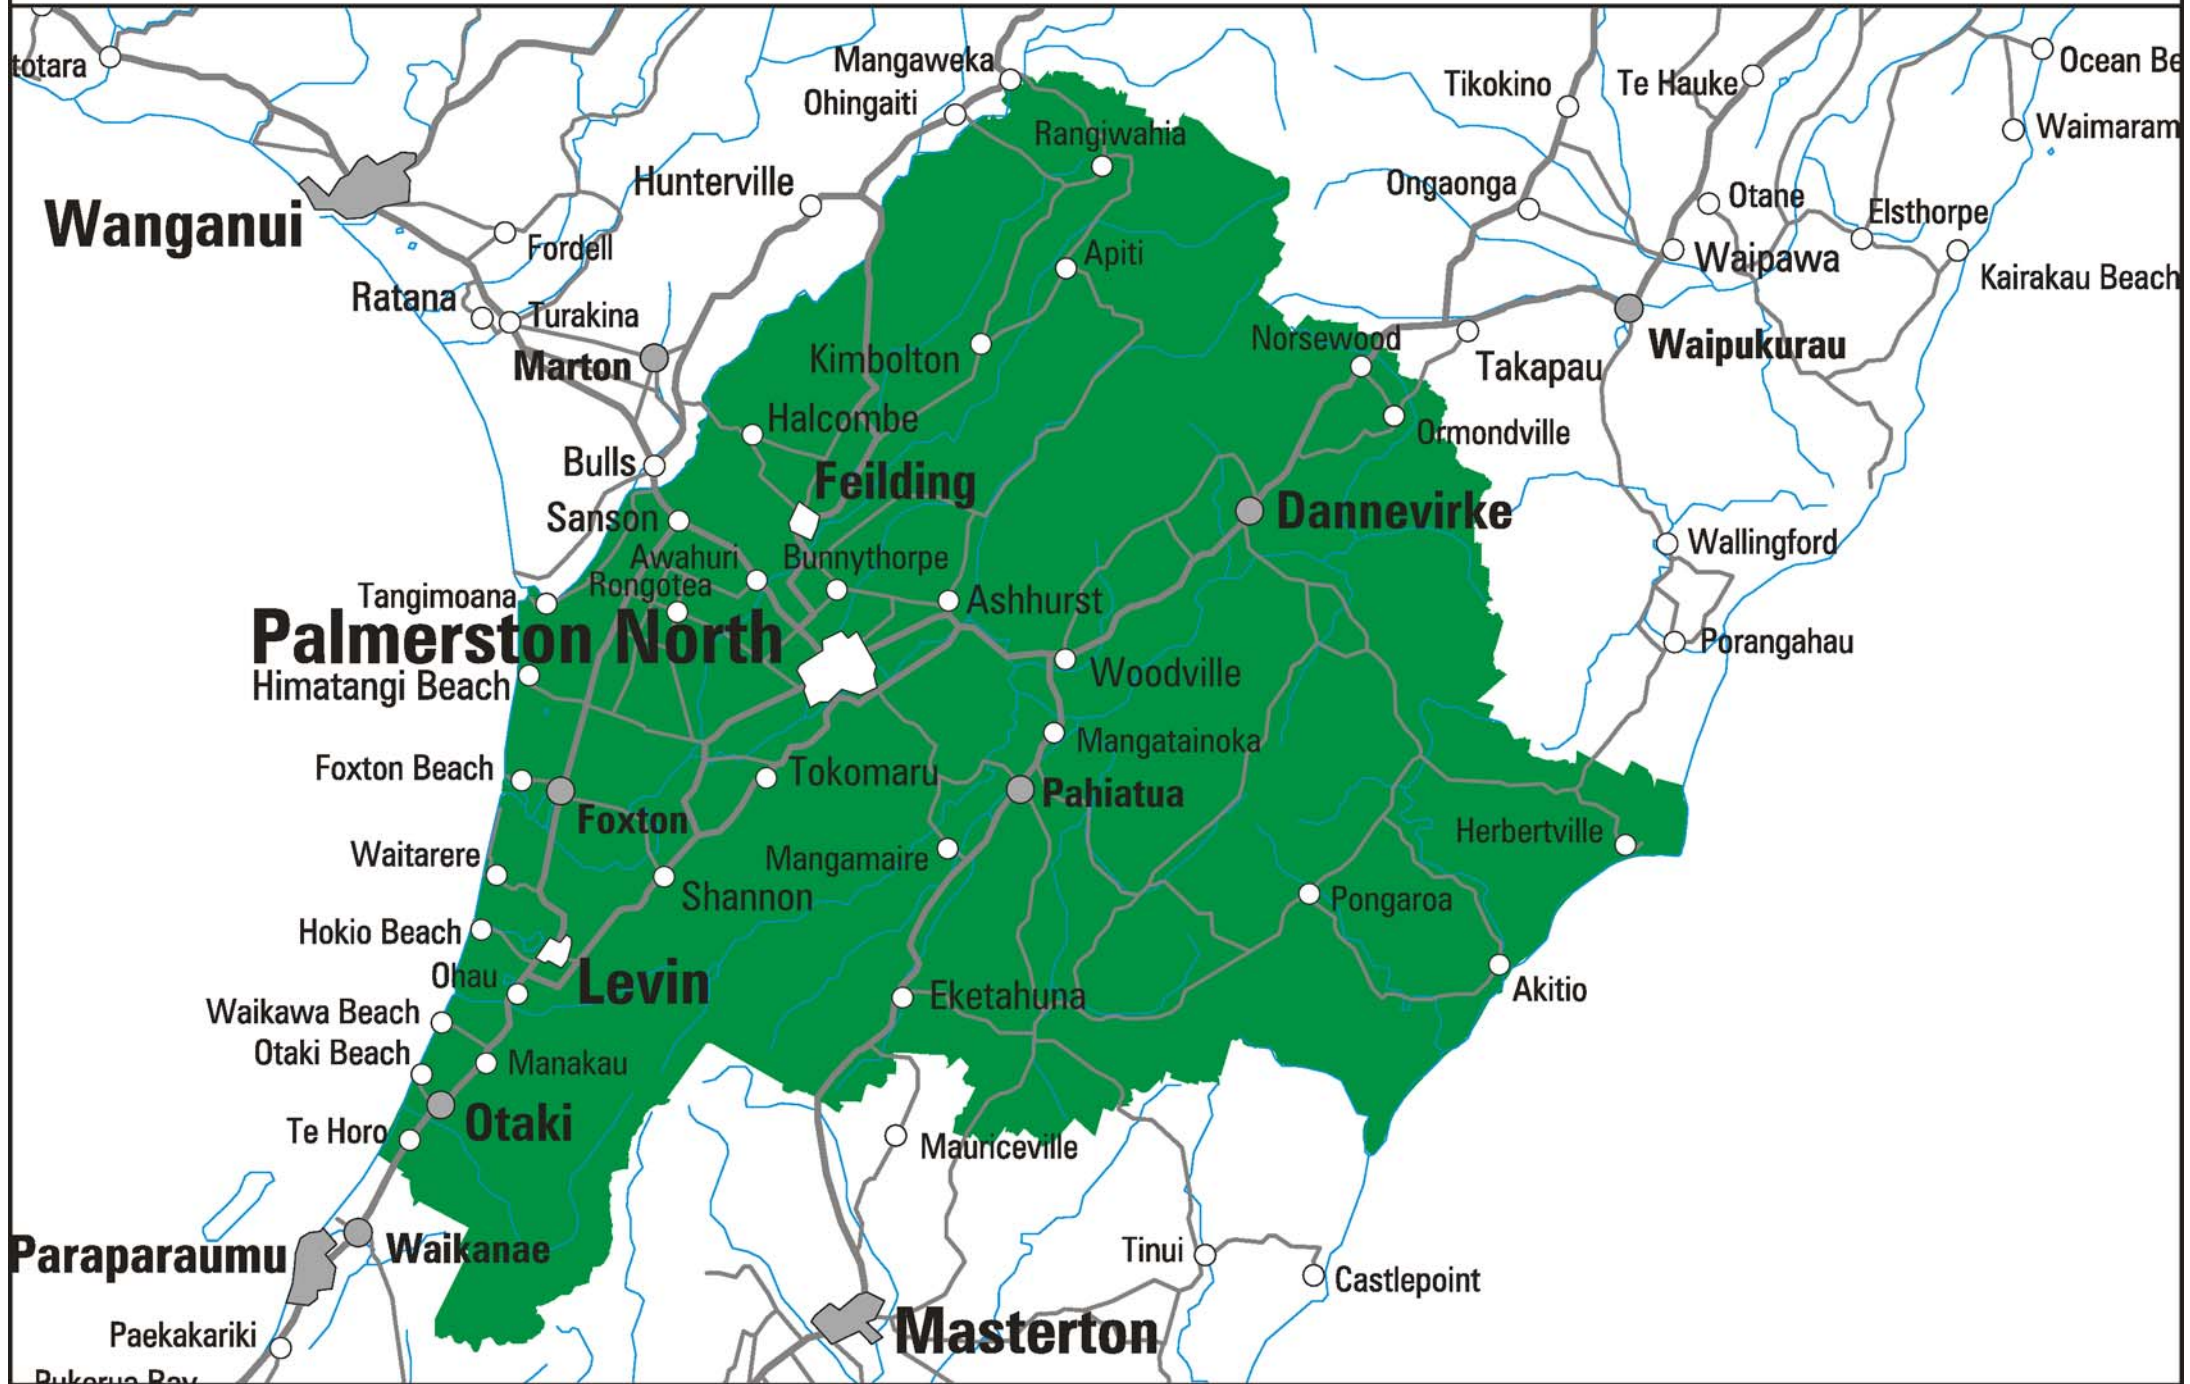 totara
Mangaweka
Ohingaiti
Rangiwahia
Tikokino
Te Hauke
Ocean Be
Waimaram
Hunterville
Ongaonga
Otane
Elsthorpe
Wanganui
Fordell
Apiti
Waipawa
Kairakau Beach
Ratana
Turakina
Norsewood
Waipukurau
Marton
Kimbolton
Takapau
Halcombe
Ormondville
Bulls
Feilding
Sanson
Dannevirke
Awahuri
Bunnythorpe
Wallingford
Rongotea
Tangimoana
Ashhurst
Palmerston North
Porangahau
Himatangi Beach
Woodville
Mangatainoka
Foxton Beach
Tokomaru
Pahiatua
Foxton
Herbertville
Waitarere
Mangamaire
Shannon
Pongaroa
Hokio Beach
Ohau
Levin
Eketahuna
Akitio
Waikawa Beach
Otaki Beach
Manakau
Te Horo
Otaki
Mauriceville
Paraparaumu
Waikanae
Tinui
Castlepoint
Paekakariki
Masterton
Pukerua Bay